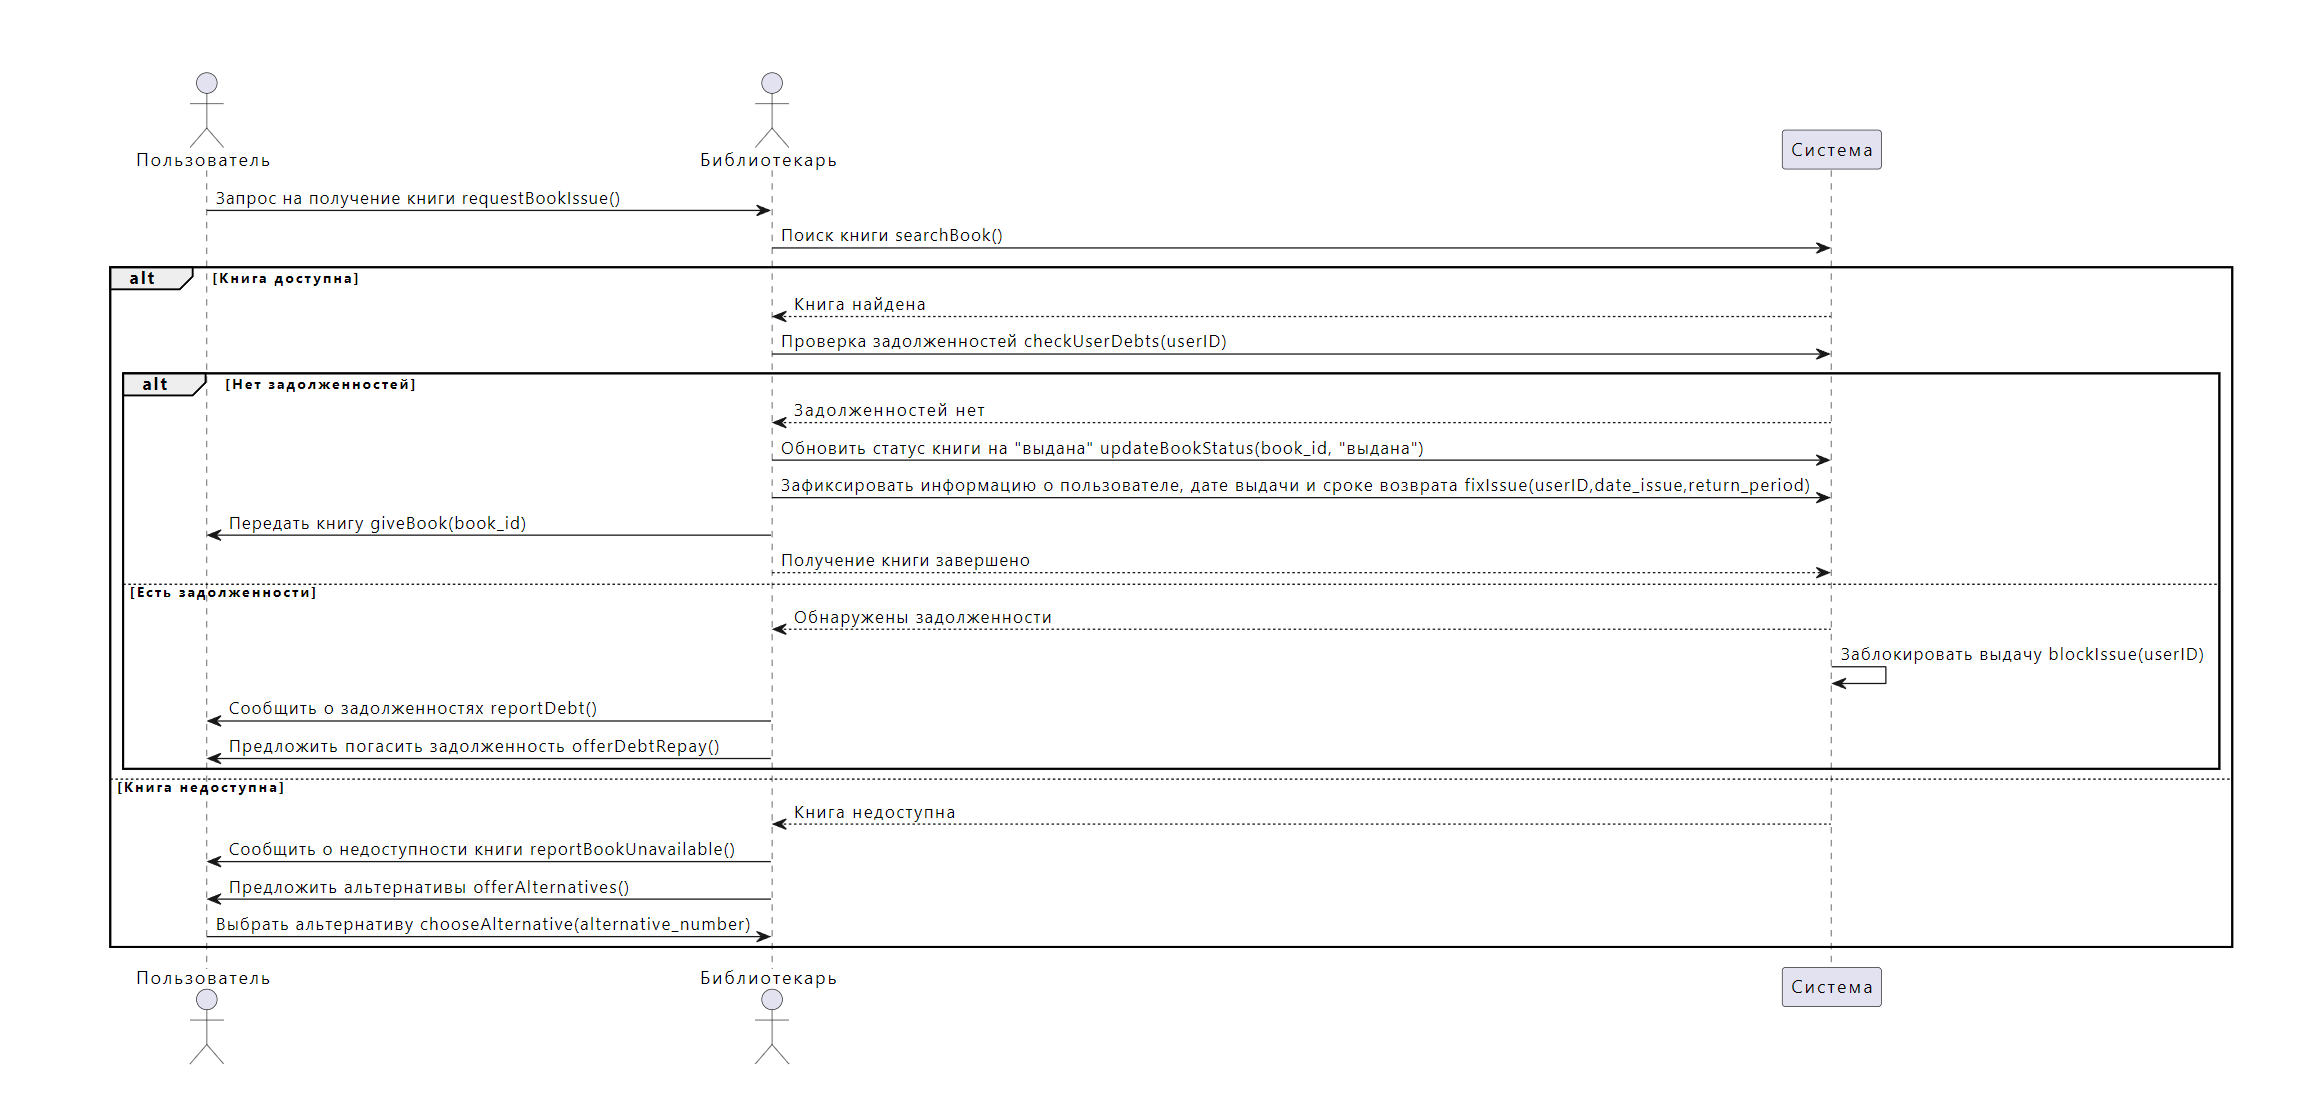 Пользователь
Библиотекарь
Система
Запрос на получение книги requestBookIssue()
Поиск книги searchBook()
alt [Книга доступна]
Книга найдена
Проверка задолженностей checkUserDebts(userID)
alt [Нет задолженностей]
Задолженностей нет
Обновить статус книги на "выдана" updateBookStatus(book_id, "выдана")
Зафиксировать информацию о пользователе, дате выдачи и сроке возврата fixIssue(userID,date_issue,return_period)
Передать книгу giveBook(book_id)
Получение книги завершено
[Есть задолженности]
Обнаружены задолженности
Заблокировать выдачу blockIssue(userID)
Сообщить о задолженностях reportDebt()
Предложить погасить задолженность offerDebtRepay()
[Книга недоступна]
Книга недоступна
Сообщить о недоступности книги reportBookUnavailable()
Предложить альтернативы offerAlternatives()
Выбрать альтернативу chooseAlternative(alternative_number)
Пользователь
Библиотекарь
Система